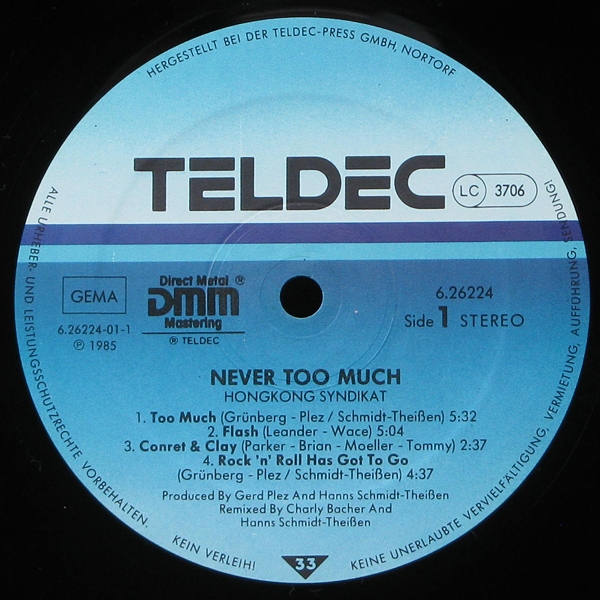 HERGESTELLT BEI DER TELDEC-PRESS GMBH, NORTORF
TELDEC
LC 3706
GEMA
6.26224-01-1
℗ 1985
Direct Metal ®
DMM
Mastering
® TELDEC
6.26224
Side 1 STEREO
NEVER TOO MUCH
HONGKONG SYNDIKAT
1. Too Much (Grünberg - Plez / Schmidt-Theißen) 5:32
2. Flash (Leander - Wace) 5:04
3. Conret & Clay (Parker - Brian - Moeller - Tommy) 2:37
4. Rock 'n' Roll Has Got To Go
(Grünberg - Plez / Schmidt-Theißen) 4:37
Produced By Gerd Plez And Hanns Schmidt-Theißen
Remixed By Charly Bacher And
Hanns Schmidt-Theißen
33
ALLE URHEBER- UND LEISTUNGSSCHUTZRECHTE VORBEHALTEN.
KEIN VERLEIH!
KEINE UNERLAUBTE VERVIELFÄLTIGUNG, VERMIETUNG, AUFFÜHRUNG, SENDUNG!